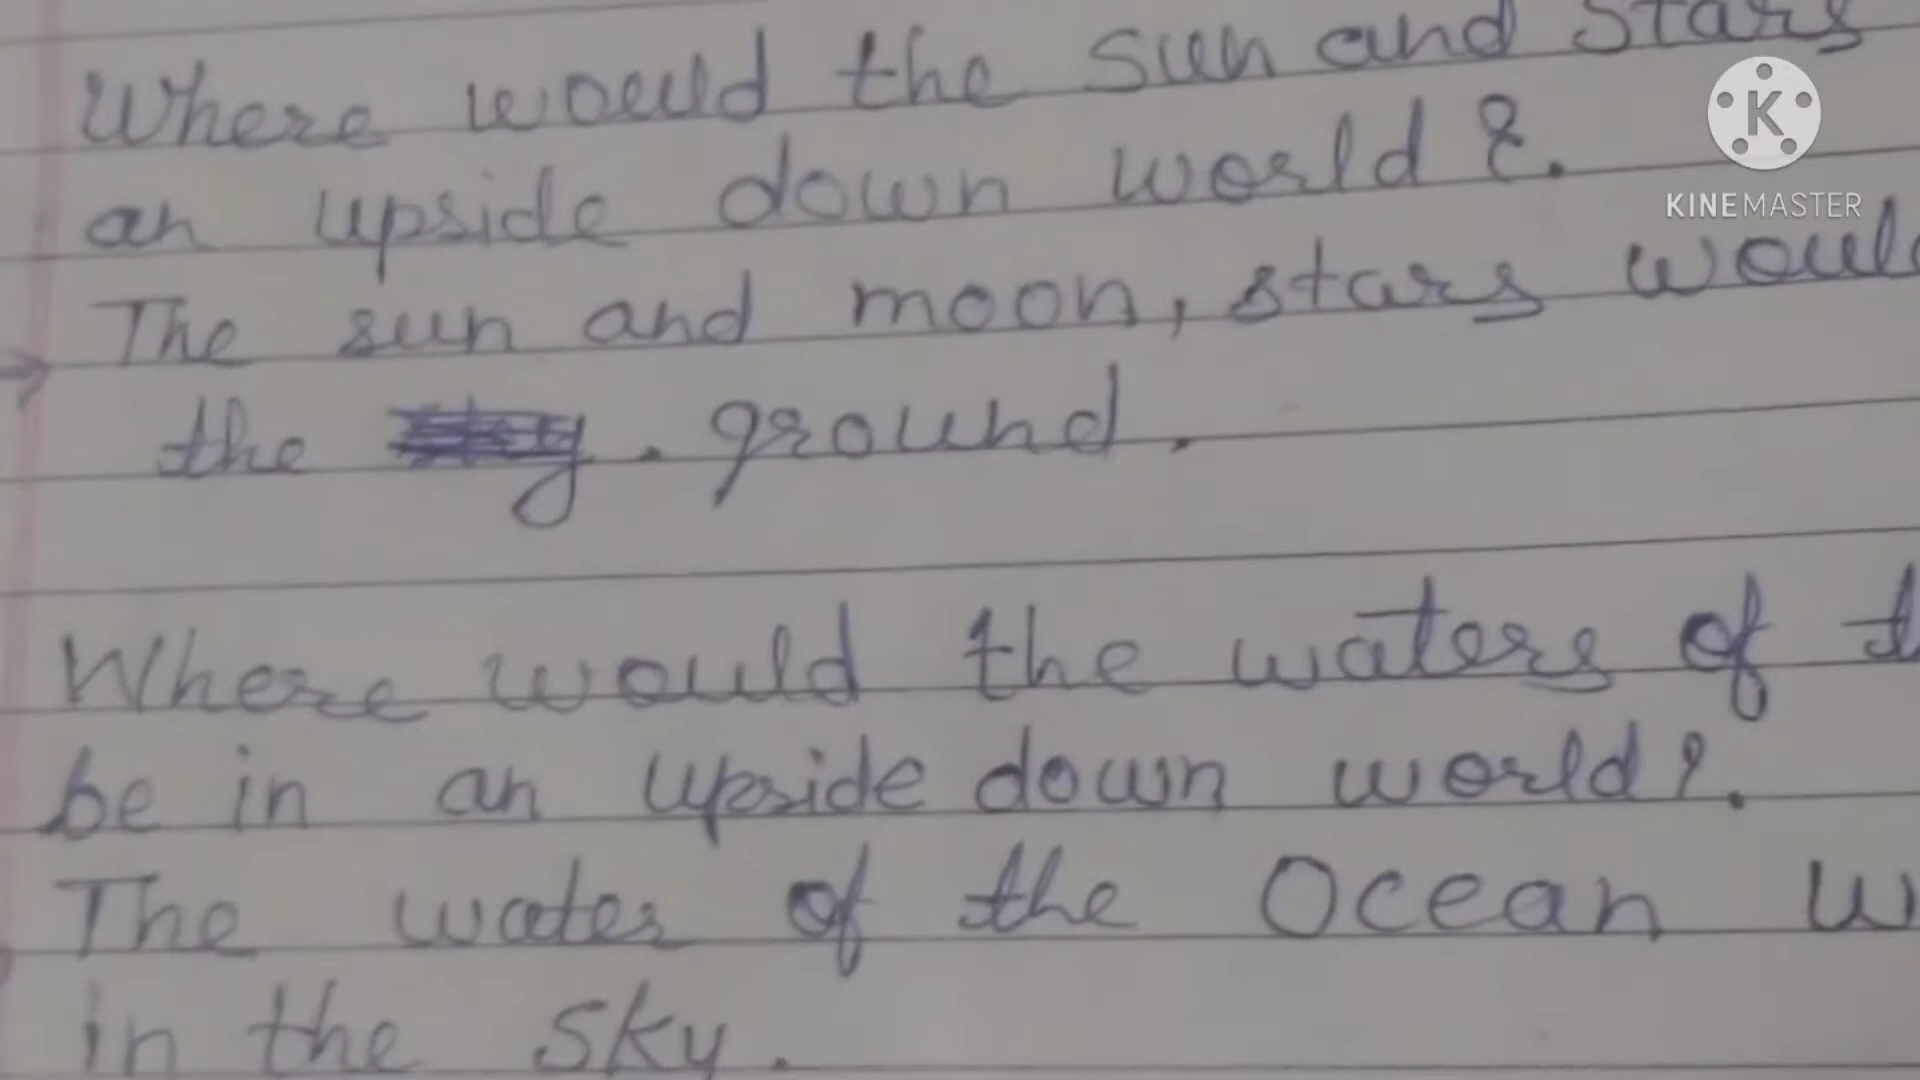 Where would the sun and stars
an upside down world ?.
The sun and moon, stars would
the . ground.
Where would the waters of
be in an upside down world?.
The water of the Ocean
in the sky.
K
KINEMASTER